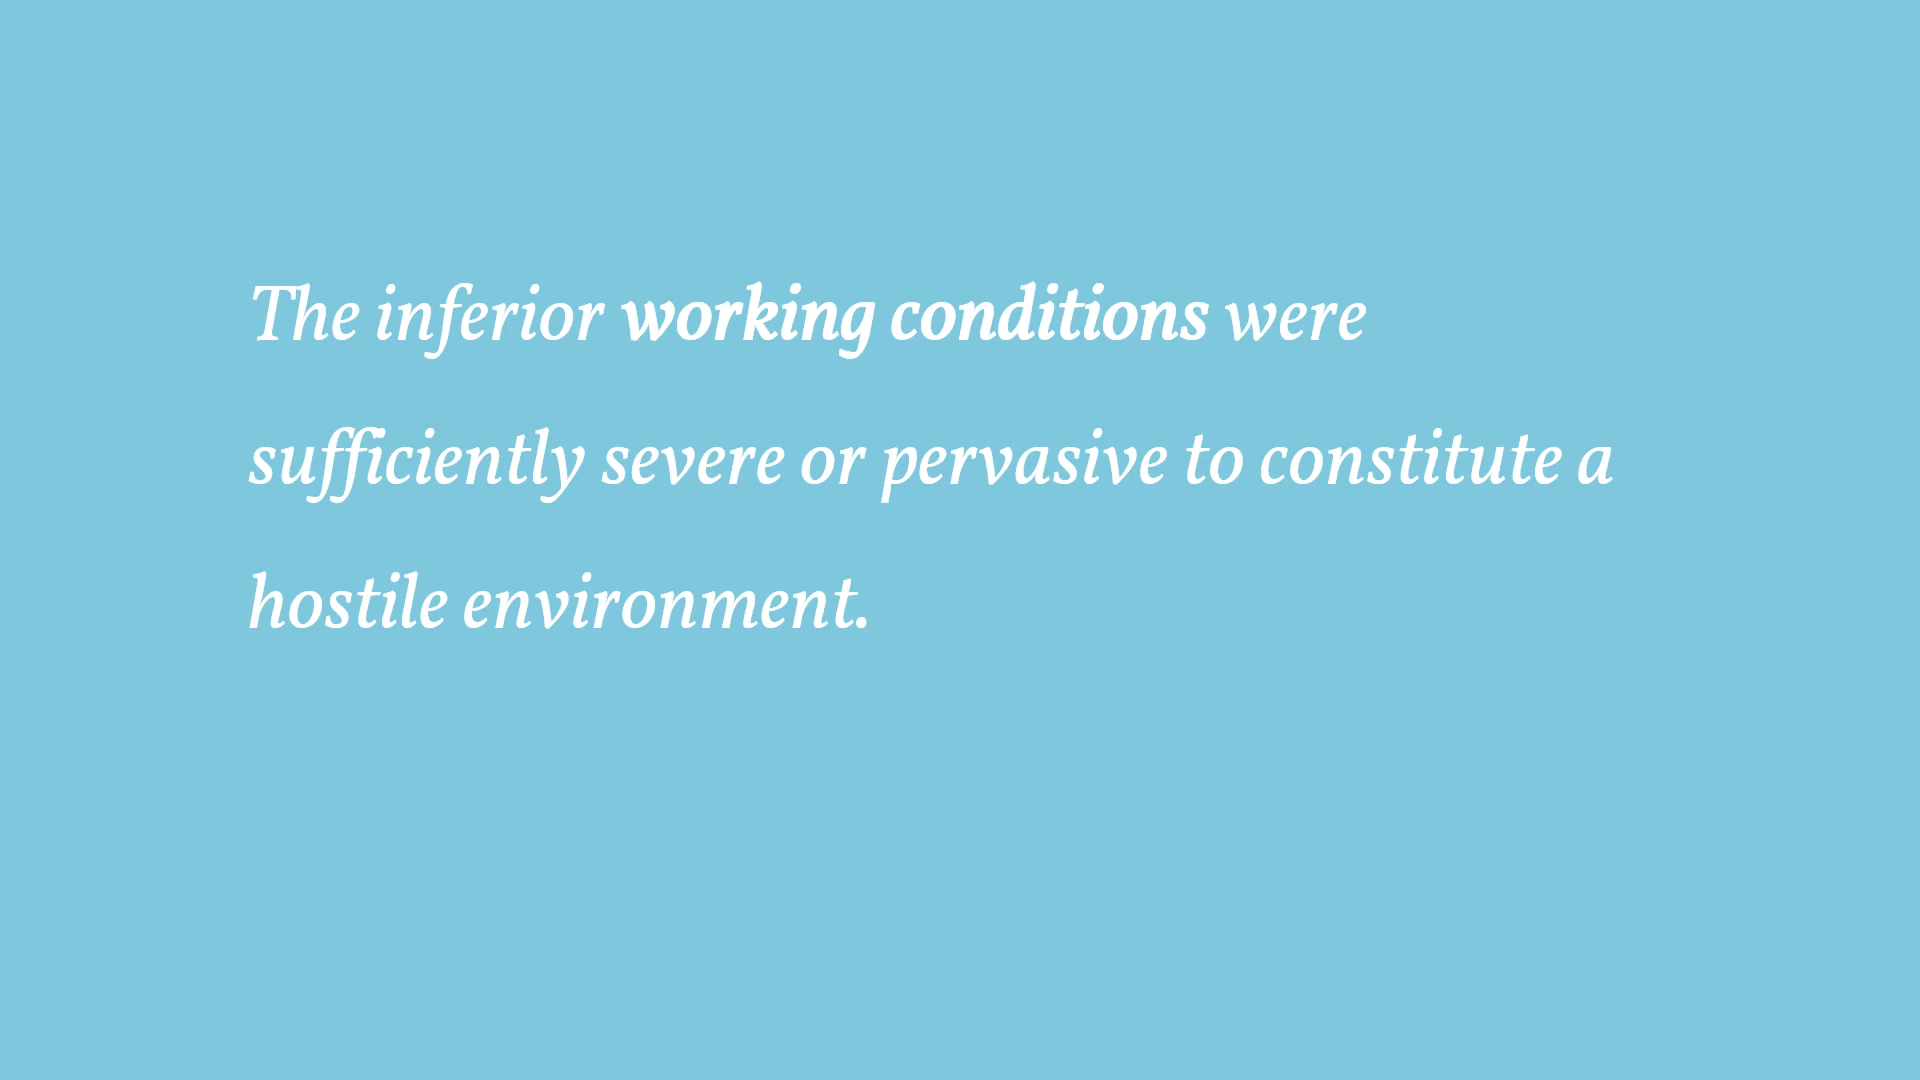 The inferior working conditions were
sufficiently severe or pervasive to constitute a
hostile environment.